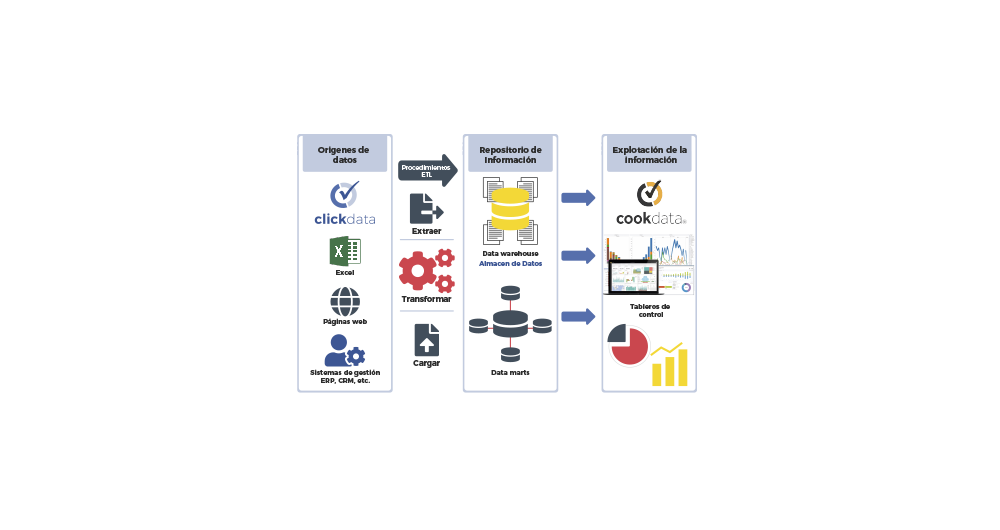 Origenes de
datos
clickdata
Excel
Páginas web
Sistemas de gestión
ERP, CRM, etc.
Procedimientos
ETL
Extraer
Transformar
Cargar
Repositorio de
Información
Data warehouse
Almacen de Datos
Data marts
Explotación de la
información
cookdata
Tableros de
control